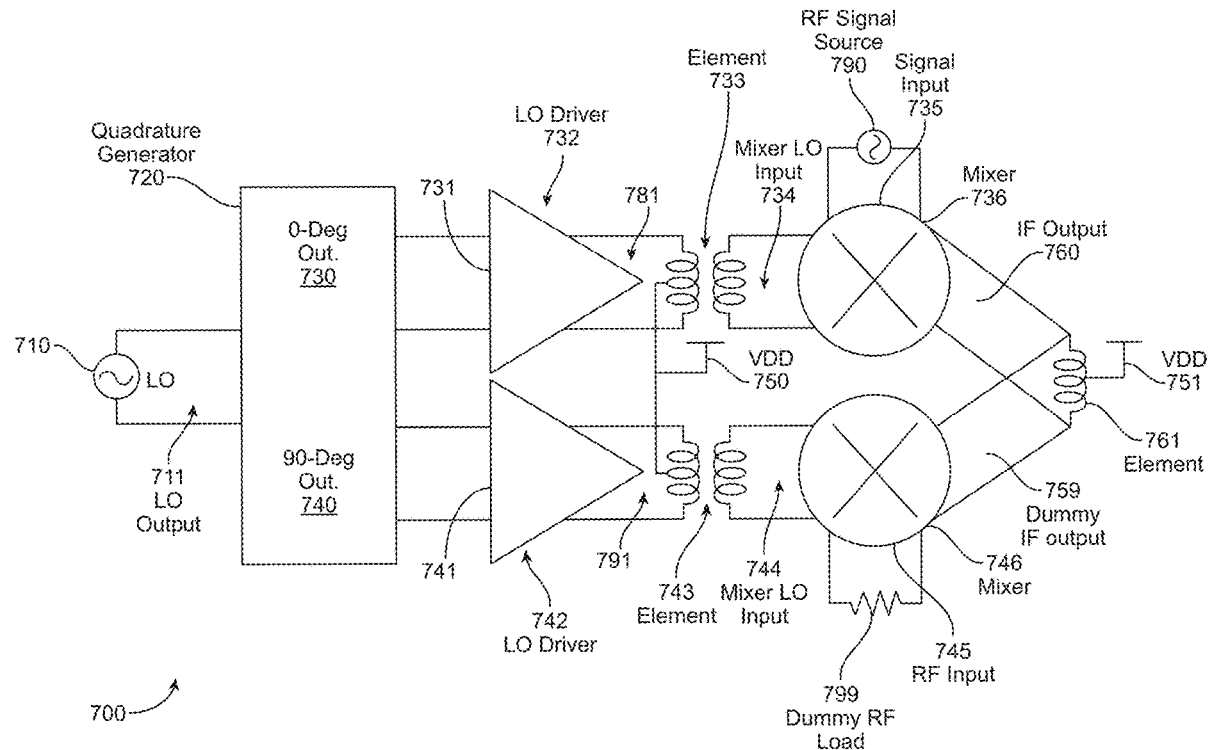 RF Signal
Source
790
Signal
Input
735
Element
733
LO Driver
732
Mixer LO
Input
734
Mixer
736
Quadrature
Generator
720
731
781
IF Output
760
0-Deg
Out.
730
710
LO
VDD
750
VDD
751
711
LO
Output
90-Deg
Out.
740
761
Element
759
Dummy
IF output
741
791
743
Element
744
Mixer LO
Input
746
Mixer
742
LO Driver
745
RF Input
799
Dummy RF
Load
700